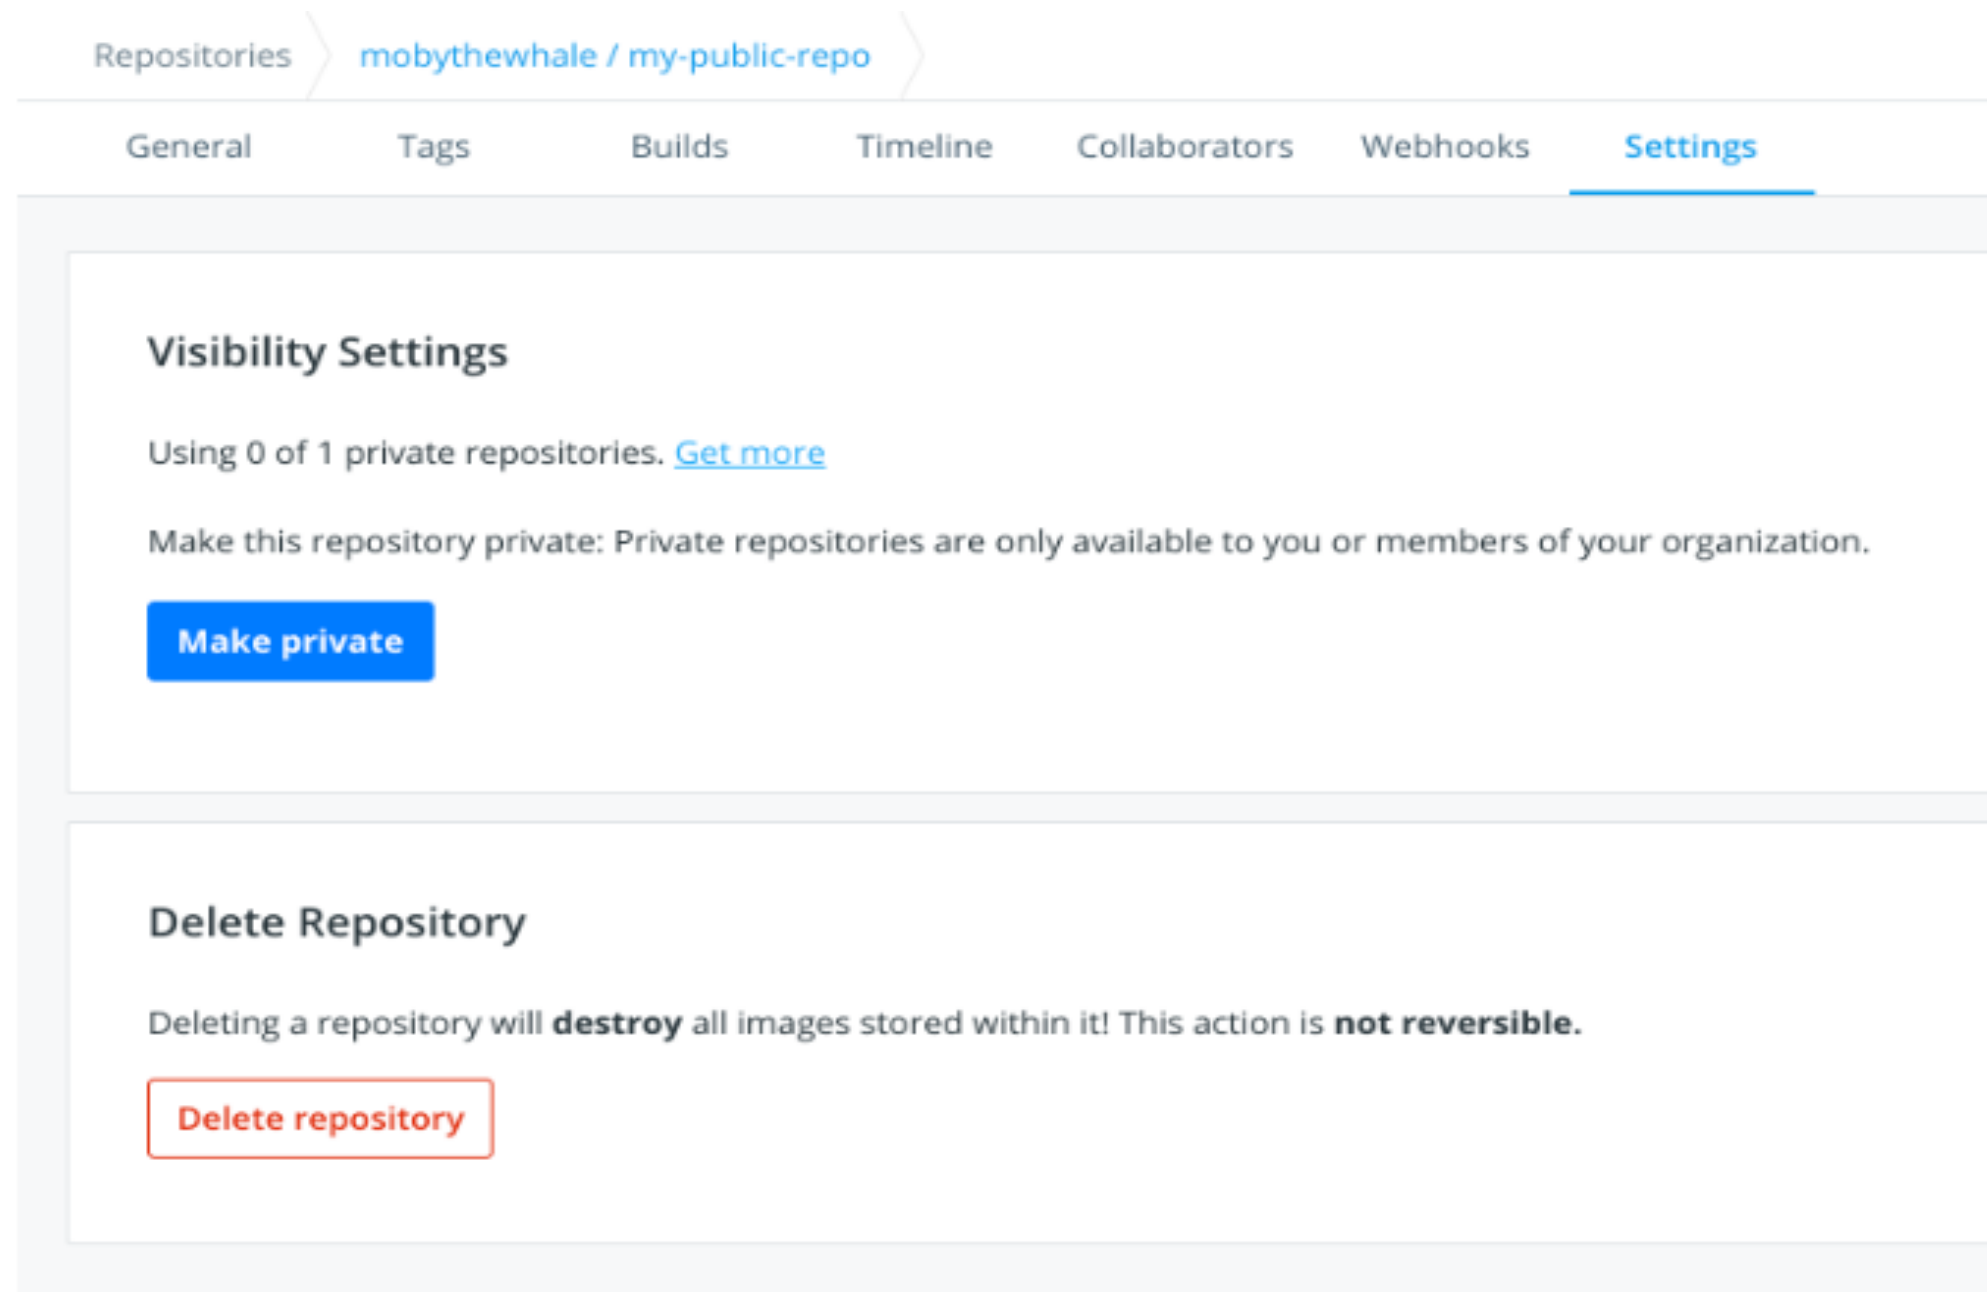 Repositories mobythewhale / my-public-repo
General Tags Builds Timeline Collaborators Webhooks Settings
Visibility Settings
Using 0 of 1 private repositories. Get more
Make this repository private: Private repositories are only available to you or members of your organization.
Make private
Delete Repository
Deleting a repository will destroy all images stored within it! This action is not reversible.
Delete repository